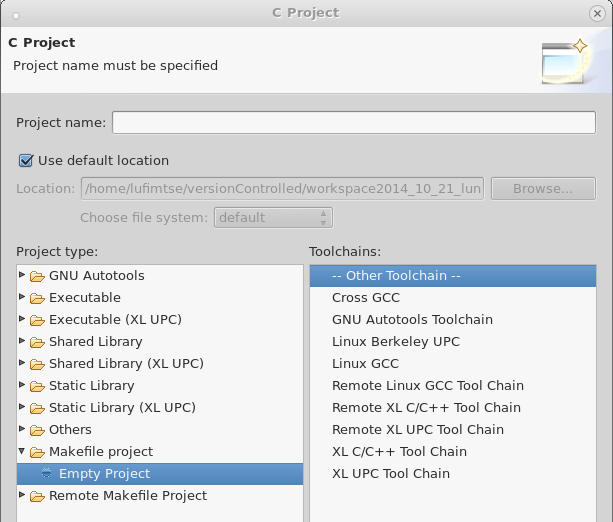 C Project
C Project
Project name must be specified
Project name:
Use default location
Location: /home/lufimtse/versionControlled/workspace2014_10_21_lun Browse...
Choose file system: default
Project type:
GNU Autotools
Executable
Executable (XL UPC)
Shared Library
Shared Library (XL UPC)
Static Library
Static Library (XL UPC)
Others
Makefile project
Empty Project
Remote Makefile Project
Toolchains:
-- Other Toolchain --
Cross GCC
GNU Autotools Toolchain
Linux Berkeley UPC
Linux GCC
Remote Linux GCC Tool Chain
Remote XL C/C++ Tool Chain
Remote XL UPC Tool Chain
XL C/C++ Tool Chain
XL UPC Tool Chain